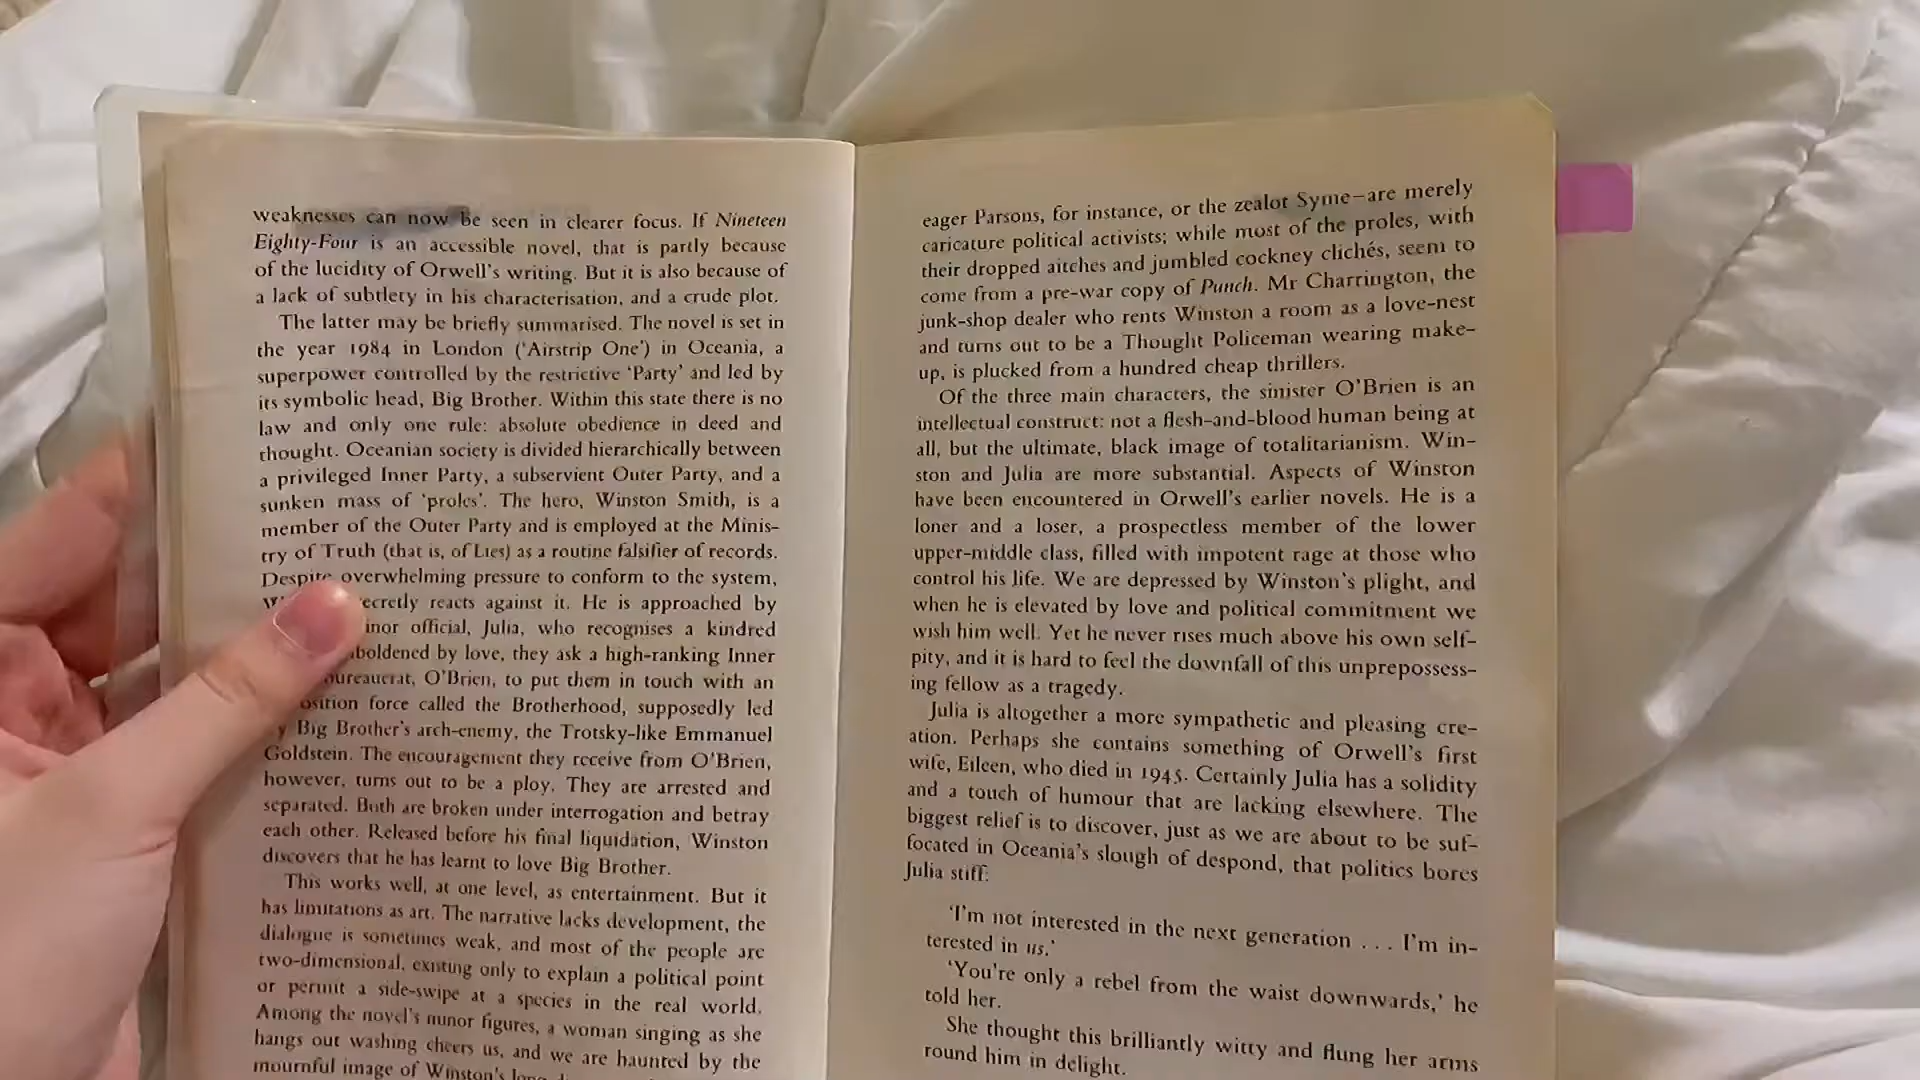 weaknesses can now be seen in clearer focus. If Nineteen
Eighty-Four is an accessible novel, that is partly because
of the lucidity of Orwell's writing. But it is also because of
a lack of subtlety in his characterisation, and a crude plot.
The latter may be briefly summarised. The novel is set in
the year 1984 in London ('Airstrip One') in Oceania, a
superpower controlled by the restrictive 'Party' and led by
its symbolic head, Big Brother. Within this state there is no
law and only one rule: absolute obedience in deed and
thought. Oceanian society is divided hierarchically between
a privileged Inner Party, a subservient Outer Party, and a
sunken mass of 'proles'. The hero, Winston Smith, is a
member of the Outer Party and is employed at the Minis-
try of Truth (that is, of Lies) as a routine falsifier of records.
Despite overwhelming pressure to conform to the system,
reacts against it. He is approached by
official, Julia, who recognises a kindred
by love, they ask a high-ranking Inner
O'Brien, to put them in touch with an
force called the Brotherhood, supposedly led
Big Brother's arch-enemy, the Trotsky-like Emmanuel
Goldstein. The encouragement they receive from O'Brien,
however, turns out to be a ploy. They are arrested and
separated. Both are broken under interrogation and betray
each other. Released before his final liquidation, Winston
discovers that he has learnt to love Big Brother.
This works well, at one level, as entertainment. But it
has limitations as art. The narrative lacks development, the
dialogue is sometimes weak, and most of the people are
two-dimensional, existing only to explain a political point
or permit a side-swipe at a species in the real world.
Among the novel's minor figures, a woman singing as she
hangs out washing cheers us, and we are haunted by the
mournful image of Winston's
eager Parsons, for instance, or the zealot Syme—are merely
caricature political activists; while most of the proles, with
their dropped aitches and jumbled cockney clichés, seem to
come from a pre-war copy of Punch. Mr Charrington, the
junk-shop dealer who rents Winston a room as a love-nest
and turns out to be a Thought Policeman wearing make-
up, is plucked from a hundred cheap thrillers.
Of the three main characters, the sinister O'Brien is an
intellectual construct: not a flesh-and-blood human being at
all, but the ultimate, black image of totalitarianism. Win-
ston and Julia are more substantial. Aspects of Winston
have been encountered in Orwell's earlier novels. He is a
loner and a loser, a prospectless member of the lower
upper-middle class, filled with impotent rage at those who
control his life. We are depressed by Winston's plight, and
when he is elevated by love and political commitment we
wish him well. Yet he never rises much above his own self-
pity, and it is hard to feel the downfall of this unprepossess-
ing fellow as a tragedy.
Julia is altogether a more sympathetic and pleasing cre-
ation. Perhaps she contains something of Orwell's first
wife, Eileen, who died in 1945. Certainly Julia has a solidity
and a touch of humour that are lacking elsewhere. The
biggest relief is to discover, just as we are about to be suf-
focated in Oceania's slough of despond, that politics bores
Julia stiff:
'I'm not interested in the next generation . . . I'm in-
terested in us.'
'You're only a rebel from the waist downwards,' he
told her.
She thought this brilliantly witty and flung her arms
round him in delight.